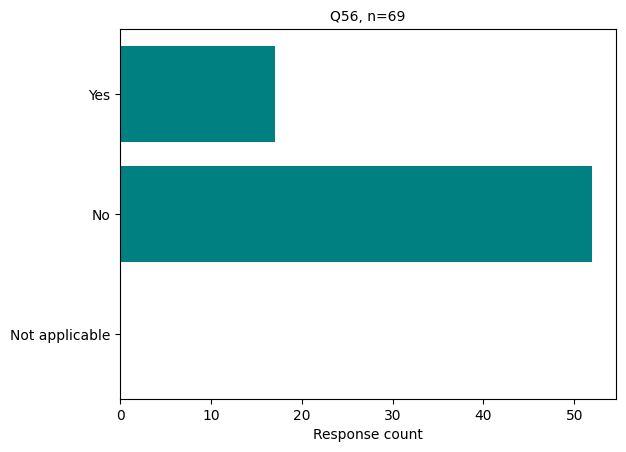 Q56, n=69
Yes
No
Not applicable
0 10 20 30 40 50
Response count